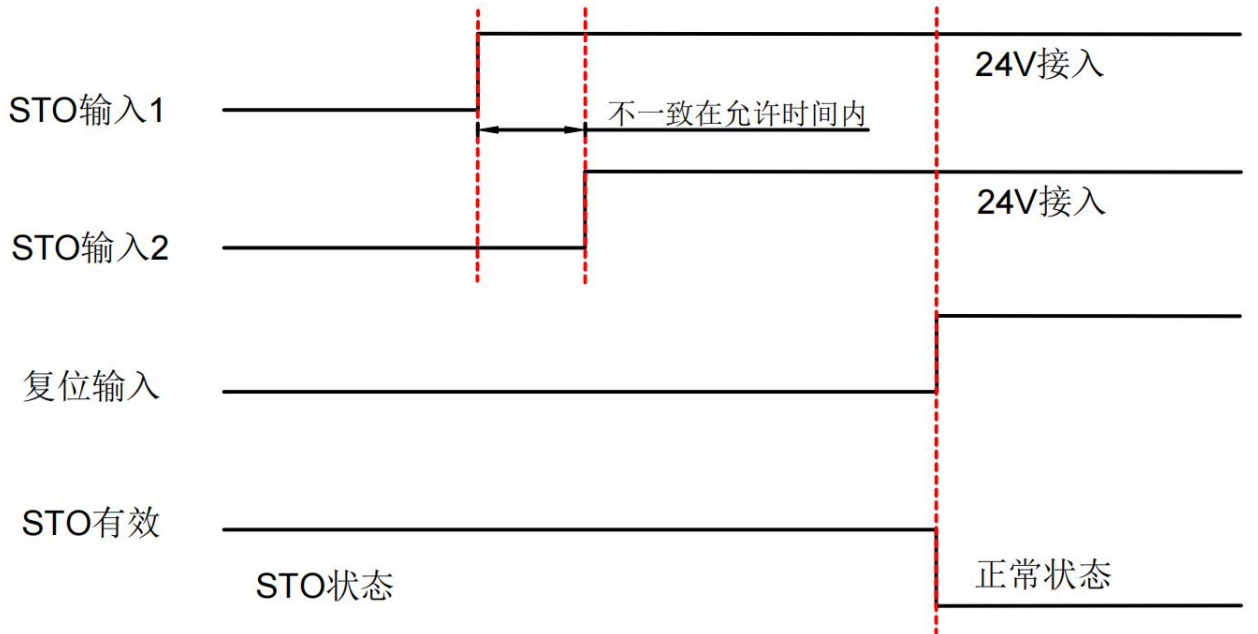 24V接入
STO输入1
不一致在允许时间内
24V接入
STO输入2
复位输入
STO有效
STO状态
正常状态